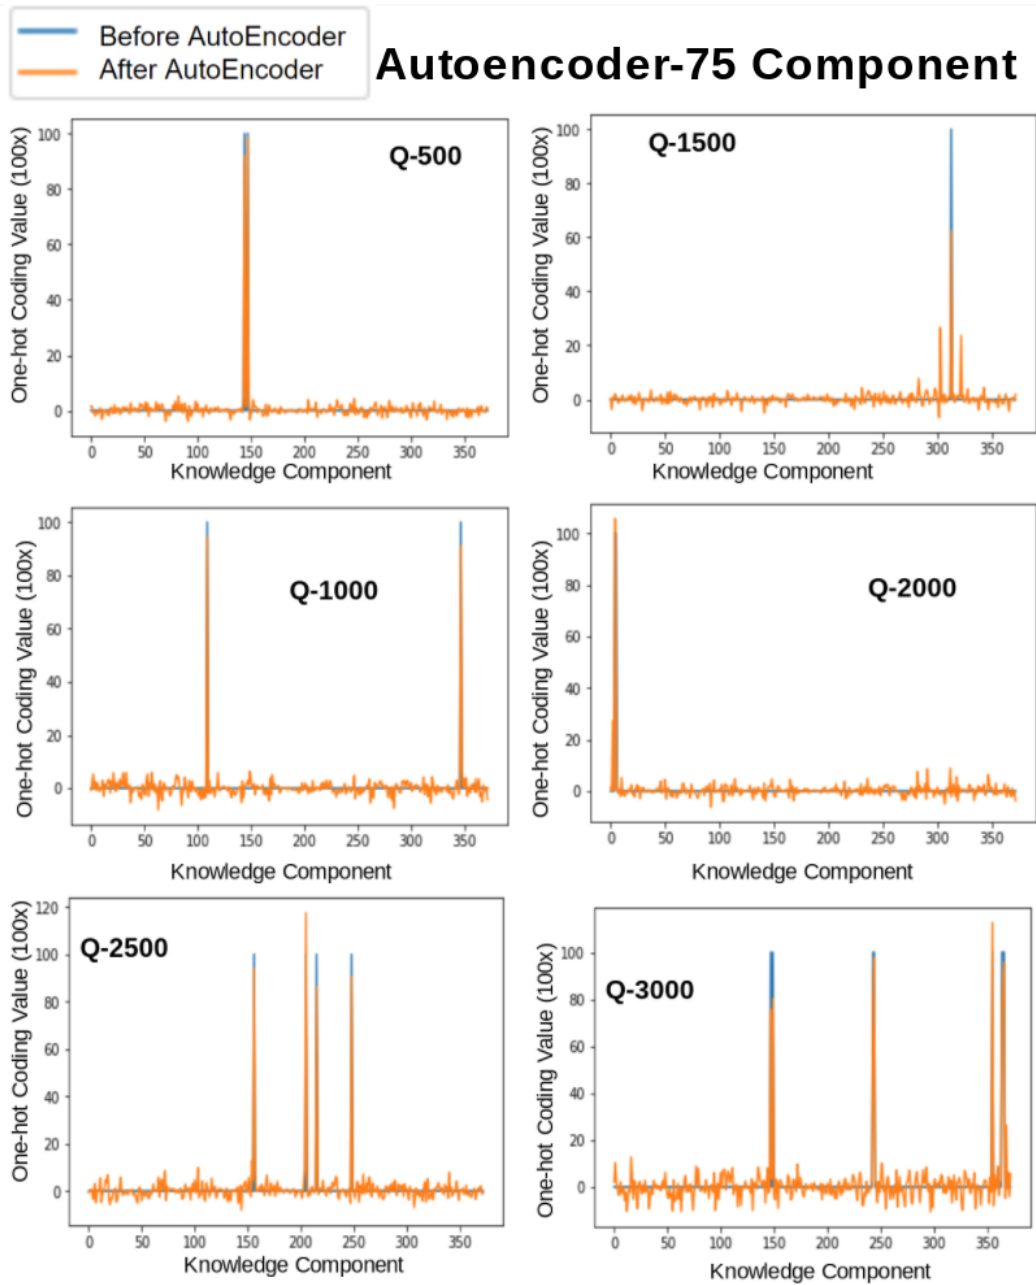 Before AutoEncoder
After AutoEncoder
Autoencoder-75 Component
One-hot Coding Value (100x)
100
80
60
40
20
0
Q-500
0 50 100 150 200 250 300 350
Knowledge Component
One-hot Coding Value (100x)
100
80
60
40
20
0
Q-1500
0 50 100 150 200 250 300 350
Knowledge Component
One-hot Coding Value (100x)
100
80
60
40
20
0
Q-1000
0 50 100 150 200 250 300 350
Knowledge Component
One-hot Coding Value (100x)
100
80
60
40
20
0
Q-2000
0 50 100 150 200 250 300 350
Knowledge Component
One-hot Coding Value (100x)
120
100
80
60
40
20
0
Q-2500
0 50 100 150 200 250 300 350
Knowledge Component
One-hot Coding Value (100x)
100
80
60
40
20
0
Q-3000
0 50 100 150 200 250 300 350
Knowledge Component